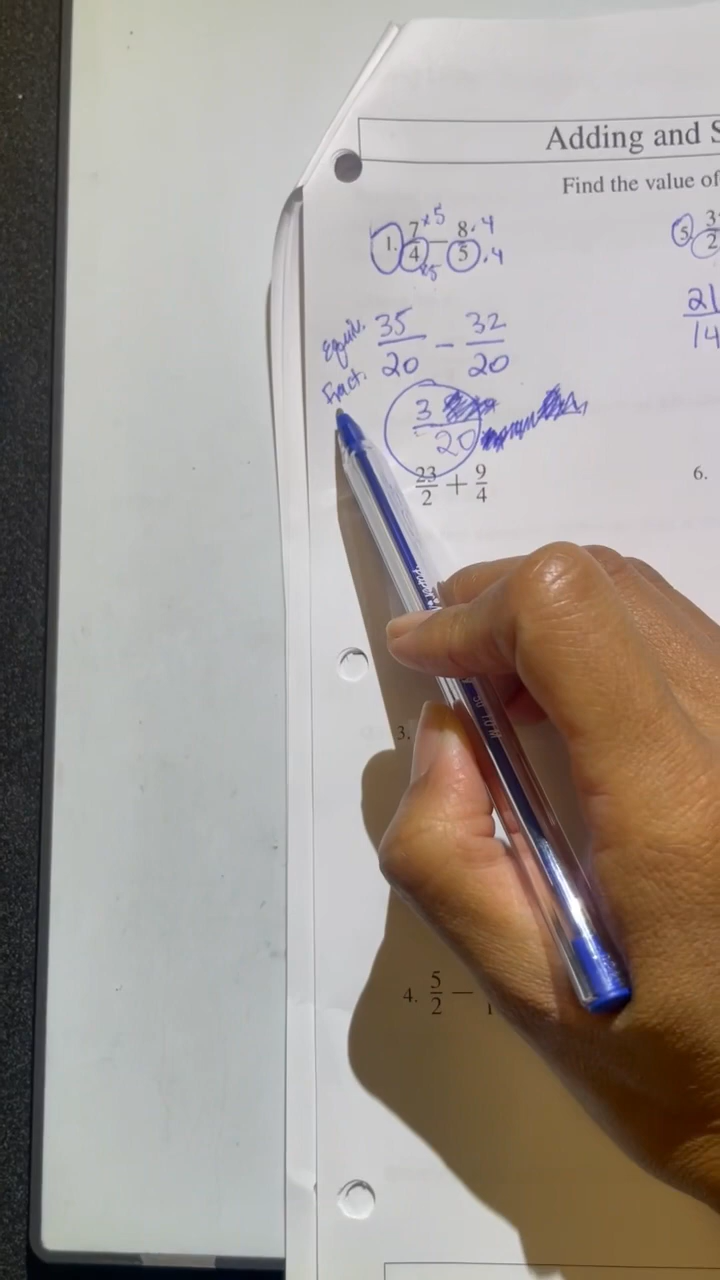 Adding and S
Find the value of
1. 7/4 ×5 − 8/5 ·4
×5 ·4
5. 3/2
Equiv. Fract. 35/20 − 32/20
21/14
3/20
23/2 + 9/4
6.
3.
4. 5/2 −